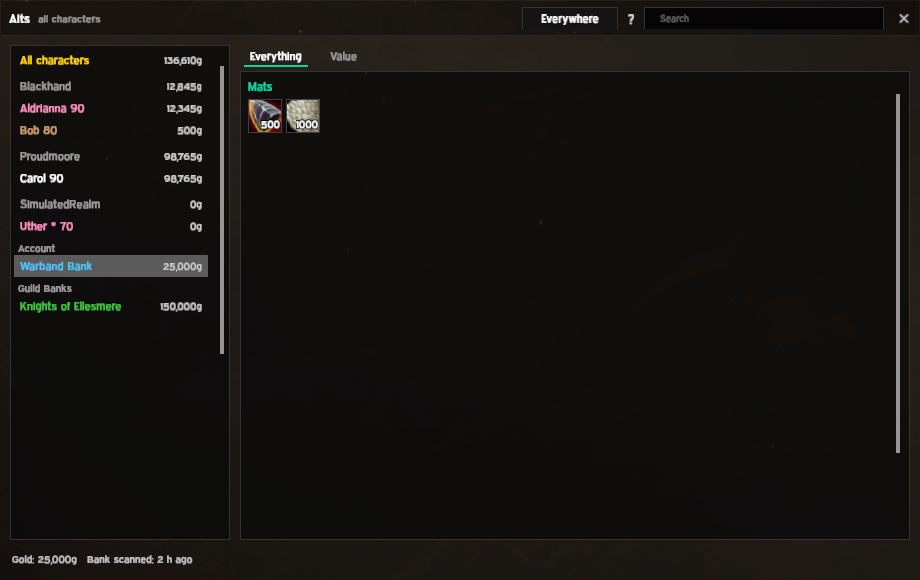 Alts all characters Everywhere ? Search ✕
Everything Value
All characters 136,610g
Blackhand 12,845g
Aldrianna 90 12,345g
Bob 80 500g
Proudmoore 98,765g
Carol 90 98,765g
SimulatedRealm 0g
Uther * 70 0g
Account
Warband Bank 25,000g
Guild Banks
Knights of Ellesmere 150,000g
Mats
500 1000
Gold: 25,000g Bank scanned: 2 h ago